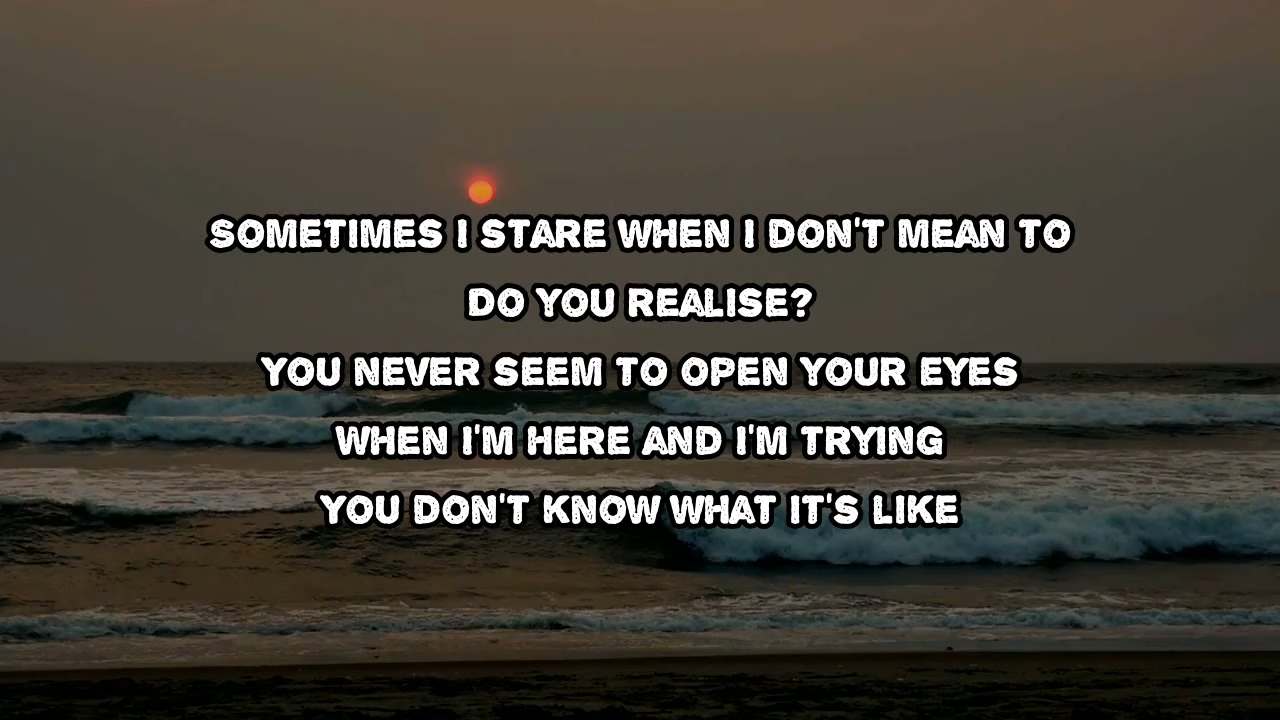 SOMETIMES I STARE WHEN I DON'T MEAN TO
DO YOU REALISE?
YOU NEVER SEEM TO OPEN YOUR EYES
WHEN I'M HERE AND I'M TRYING
YOU DON'T KNOW WHAT IT'S LIKE